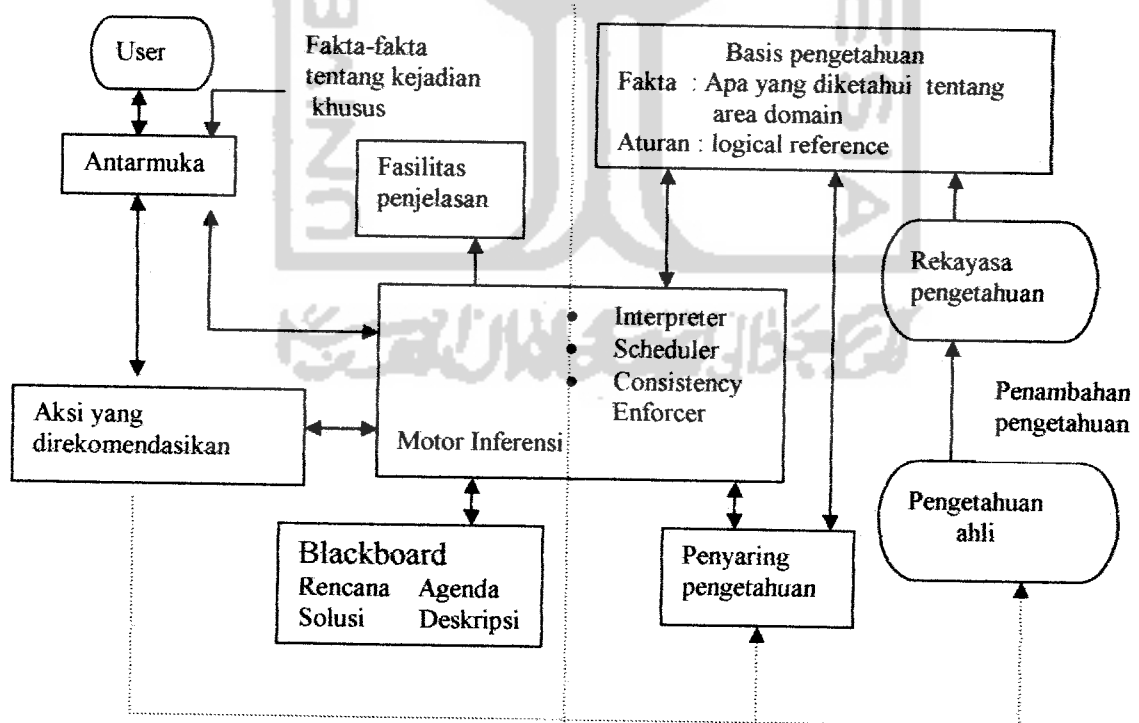 User
Fakta-fakta
tentang kejadian
khusus
Basis pengetahuan
Fakta : Apa yang diketahui tentang
area domain
Aturan : logical reference
Antarmuka
Fasilitas
penjelasan
Rekayasa
pengetahuan
• Interpreter
• Scheduler
• Consistency
Enforcer
Motor Inferensi
Aksi yang
direkomendasikan
Penambahan
pengetahuan
Pengetahuan
ahli
Blackboard
Rencana Agenda
Solusi Deskripsi
Penyaring
pengetahuan